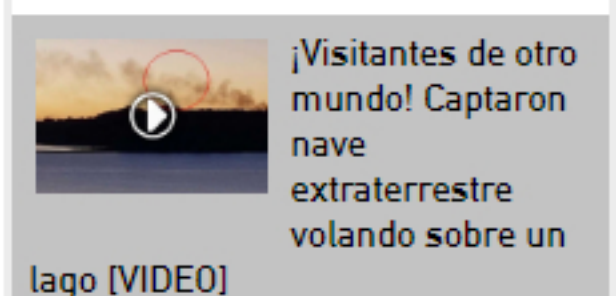 ¡Visitantes de otro
mundo! Captaron
nave
extraterrestre
volando sobre un
lago [VIDEO]